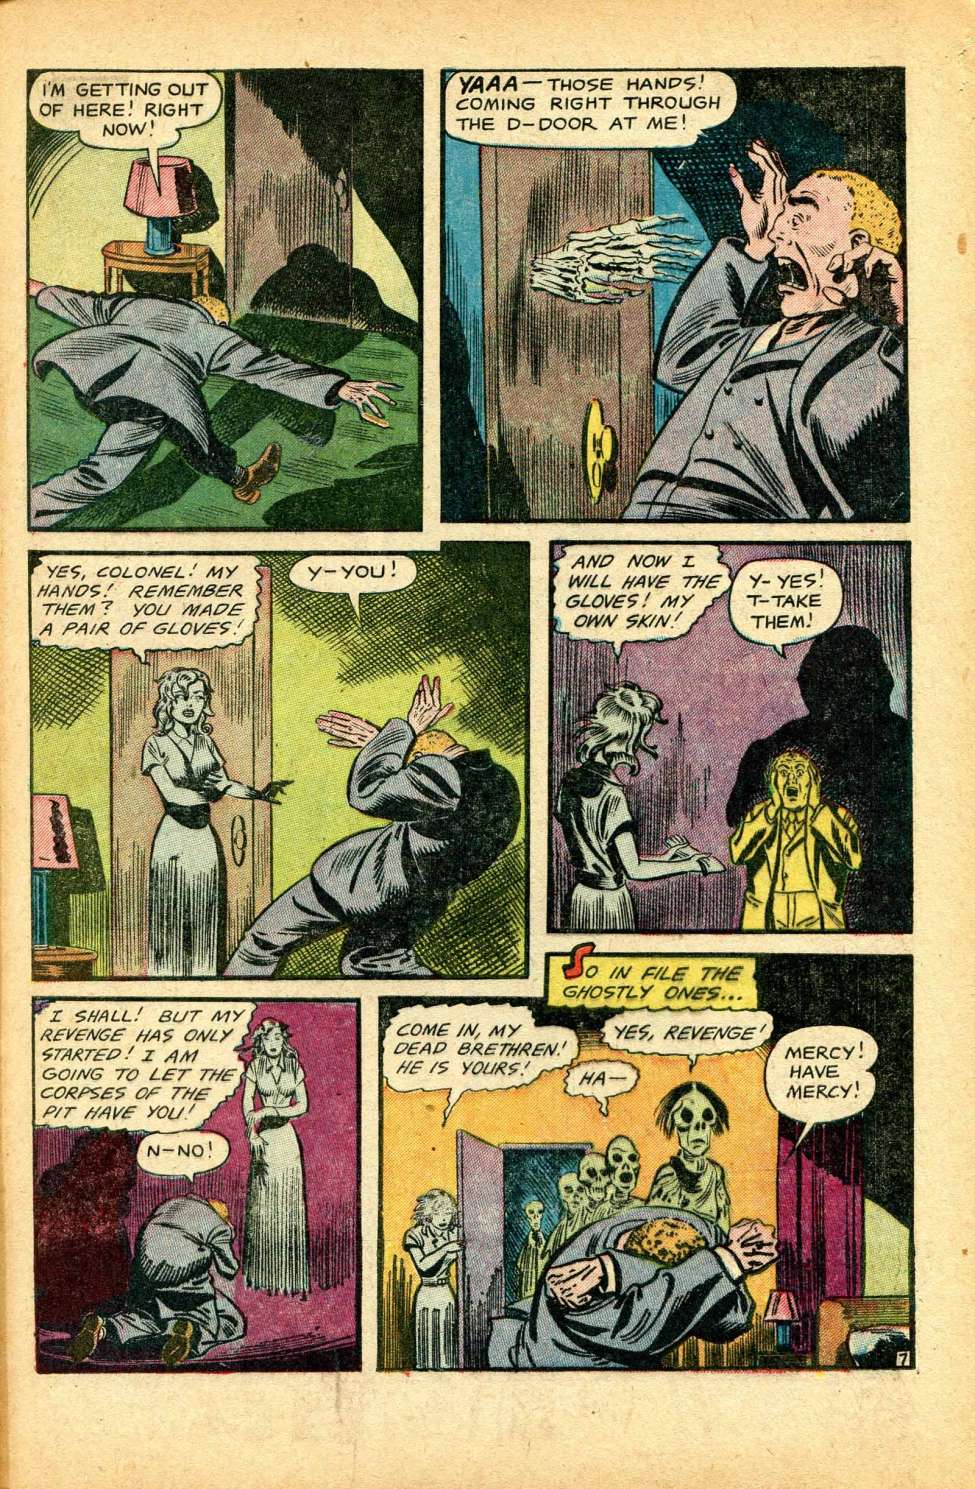 I'M GETTING OUT
OF HERE! RIGHT
NOW!
YAAA— THOSE HANDS!
COMING RIGHT THROUGH
THE D-DOOR AT ME!
YES, COLONEL! MY
HANDS! REMEMBER
THEM? YOU MADE
A PAIR OF GLOVES!
Y-YOU!
AND NOW I
WILL HAVE THE
GLOVES! MY
OWN SKIN!
Y-YES!
T-TAKE
THEM!
I SHALL! BUT MY
REVENGE HAS ONLY
STARTED! I AM
GOING TO LET THE
CORPSES OF THE
PIT HAVE YOU!
N-NO!
SO IN FILE THE
GHOSTLY ONES...
COME IN, MY
DEAD BRETHREN!
HE IS YOURS!
HA—
YES, REVENGE!
MERCY!
HAVE
MERCY!
7